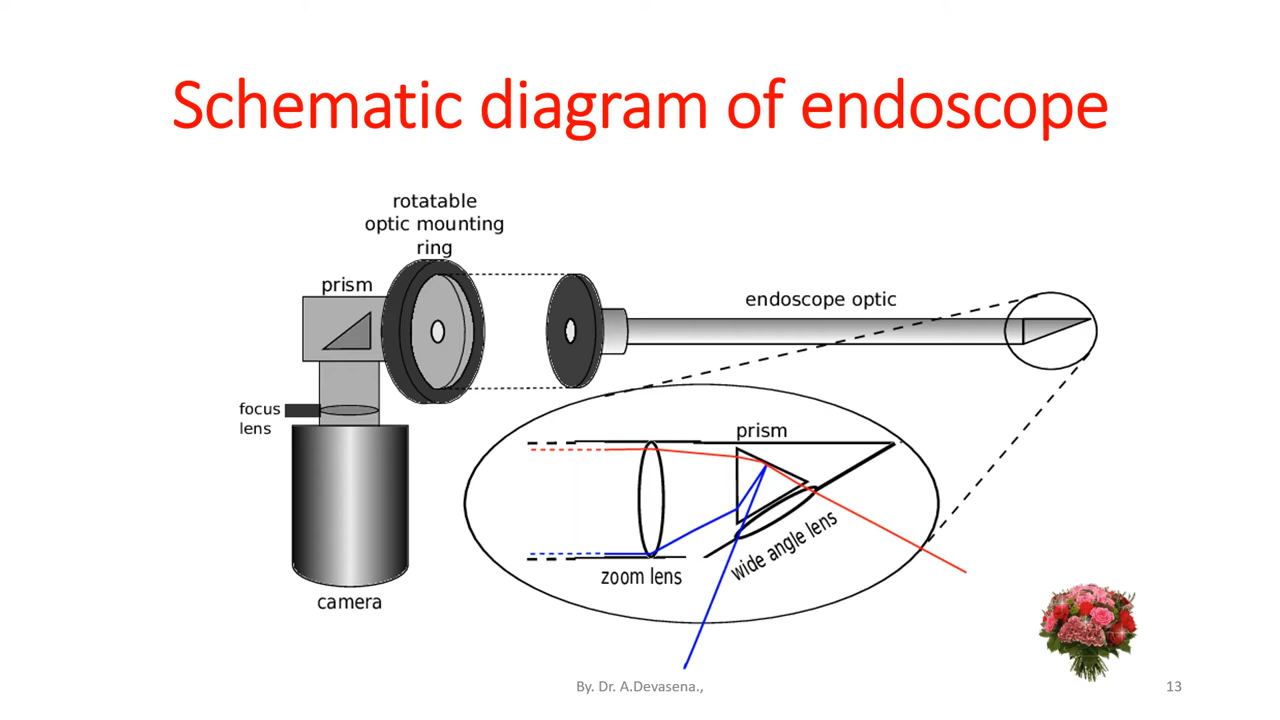 Schematic diagram of endoscope
rotatable
optic mounting
ring
prism
endoscope optic
focus
lens
prism
wide angle lens
zoom lens
camera
By. Dr. A.Devasena.,
13